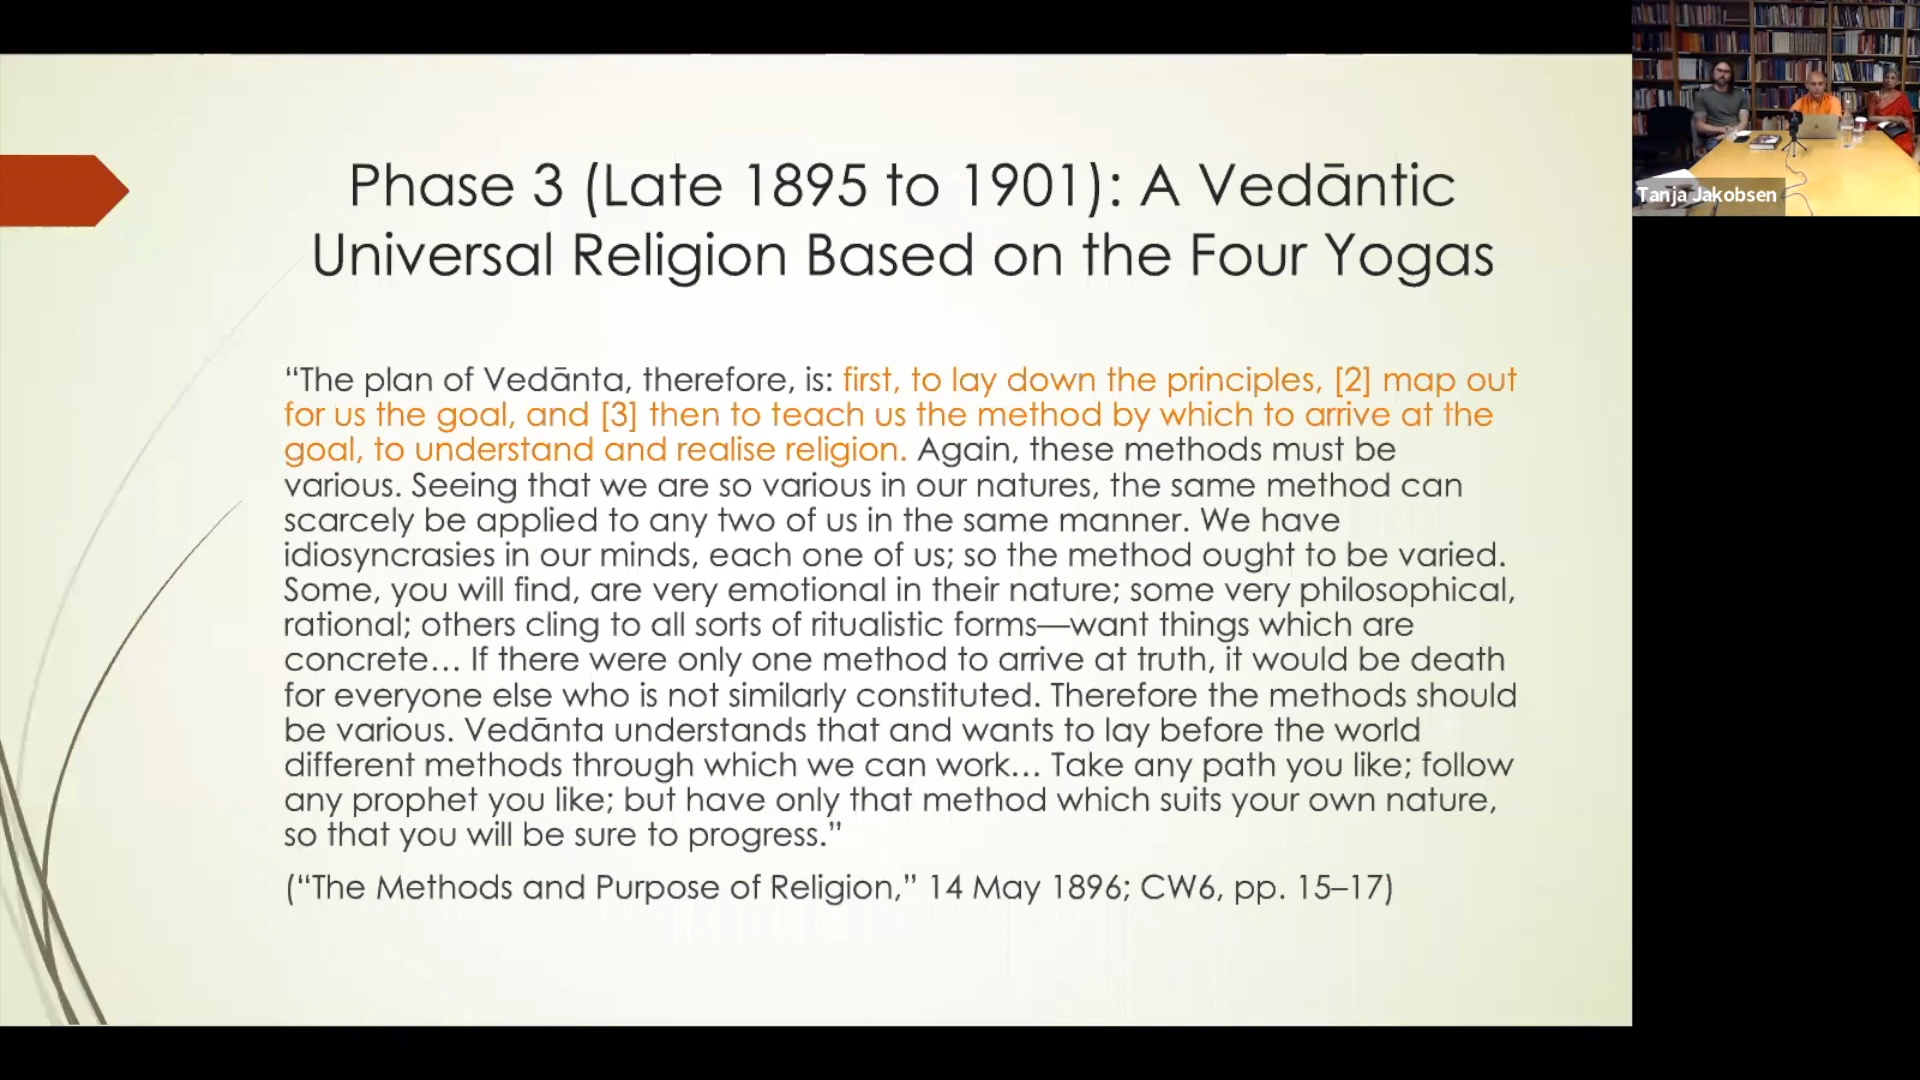 Phase 3 (Late 1895 to 1901): A Vedāntic
Universal Religion Based on the Four Yogas
“The plan of Vedānta, therefore, is: first, to lay down the principles, [2] map out
for us the goal, and [3] then to teach us the method by which to arrive at the
goal, to understand and realise religion. Again, these methods must be
various. Seeing that we are so various in our natures, the same method can
scarcely be applied to any two of us in the same manner. We have
idiosyncrasies in our minds, each one of us; so the method ought to be varied.
Some, you will find, are very emotional in their nature; some very philosophical,
rational; others cling to all sorts of ritualistic forms—want things which are
concrete… If there were only one method to arrive at truth, it would be death
for everyone else who is not similarly constituted. Therefore the methods should
be various. Vedānta understands that and wants to lay before the world
different methods through which we can work… Take any path you like; follow
any prophet you like; but have only that method which suits your own nature,
so that you will be sure to progress.”
(“The Methods and Purpose of Religion,” 14 May 1896; CW6, pp. 15–17)
Tanja Jakobsen